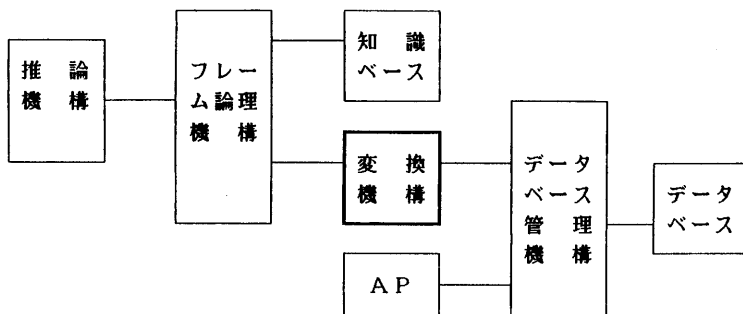 推論
機構
フレー
ム論理
機構
知識
ベース
変換
機構
AP
データ
ベース
管理
機構
データ
ベース